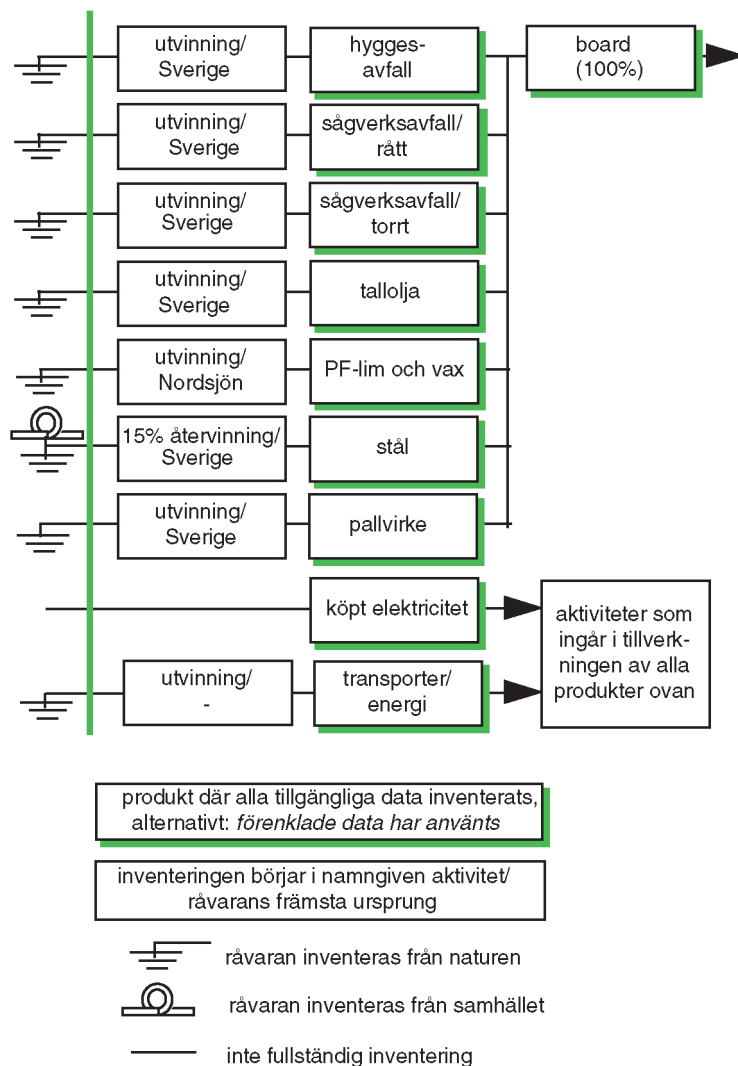 utvinning/
Sverige
hygges-
avfall
board
(100%)
utvinning/
Sverige
sågverksavfall/
rått
utvinning/
Sverige
sågverksavfall/
torrt
utvinning/
Sverige
tallolja
utvinning/
Nordsjön
PF-lim och vax
15% återvinning/
Sverige
stål
utvinning/
Sverige
pallvirke
köpt elektricitet
aktiviteter som
ingår i tillverk-
ningen av alla
produkter ovan
utvinning/
-
transporter/
energi
produkt där alla tillgängliga data inventerats,
alternativt: förenklade data har använts
inventeringen börjar i namngiven aktivitet/
råvarans främsta ursprung
råvaran inventeras från naturen
råvaran inventeras från samhället
inte fullständig inventering